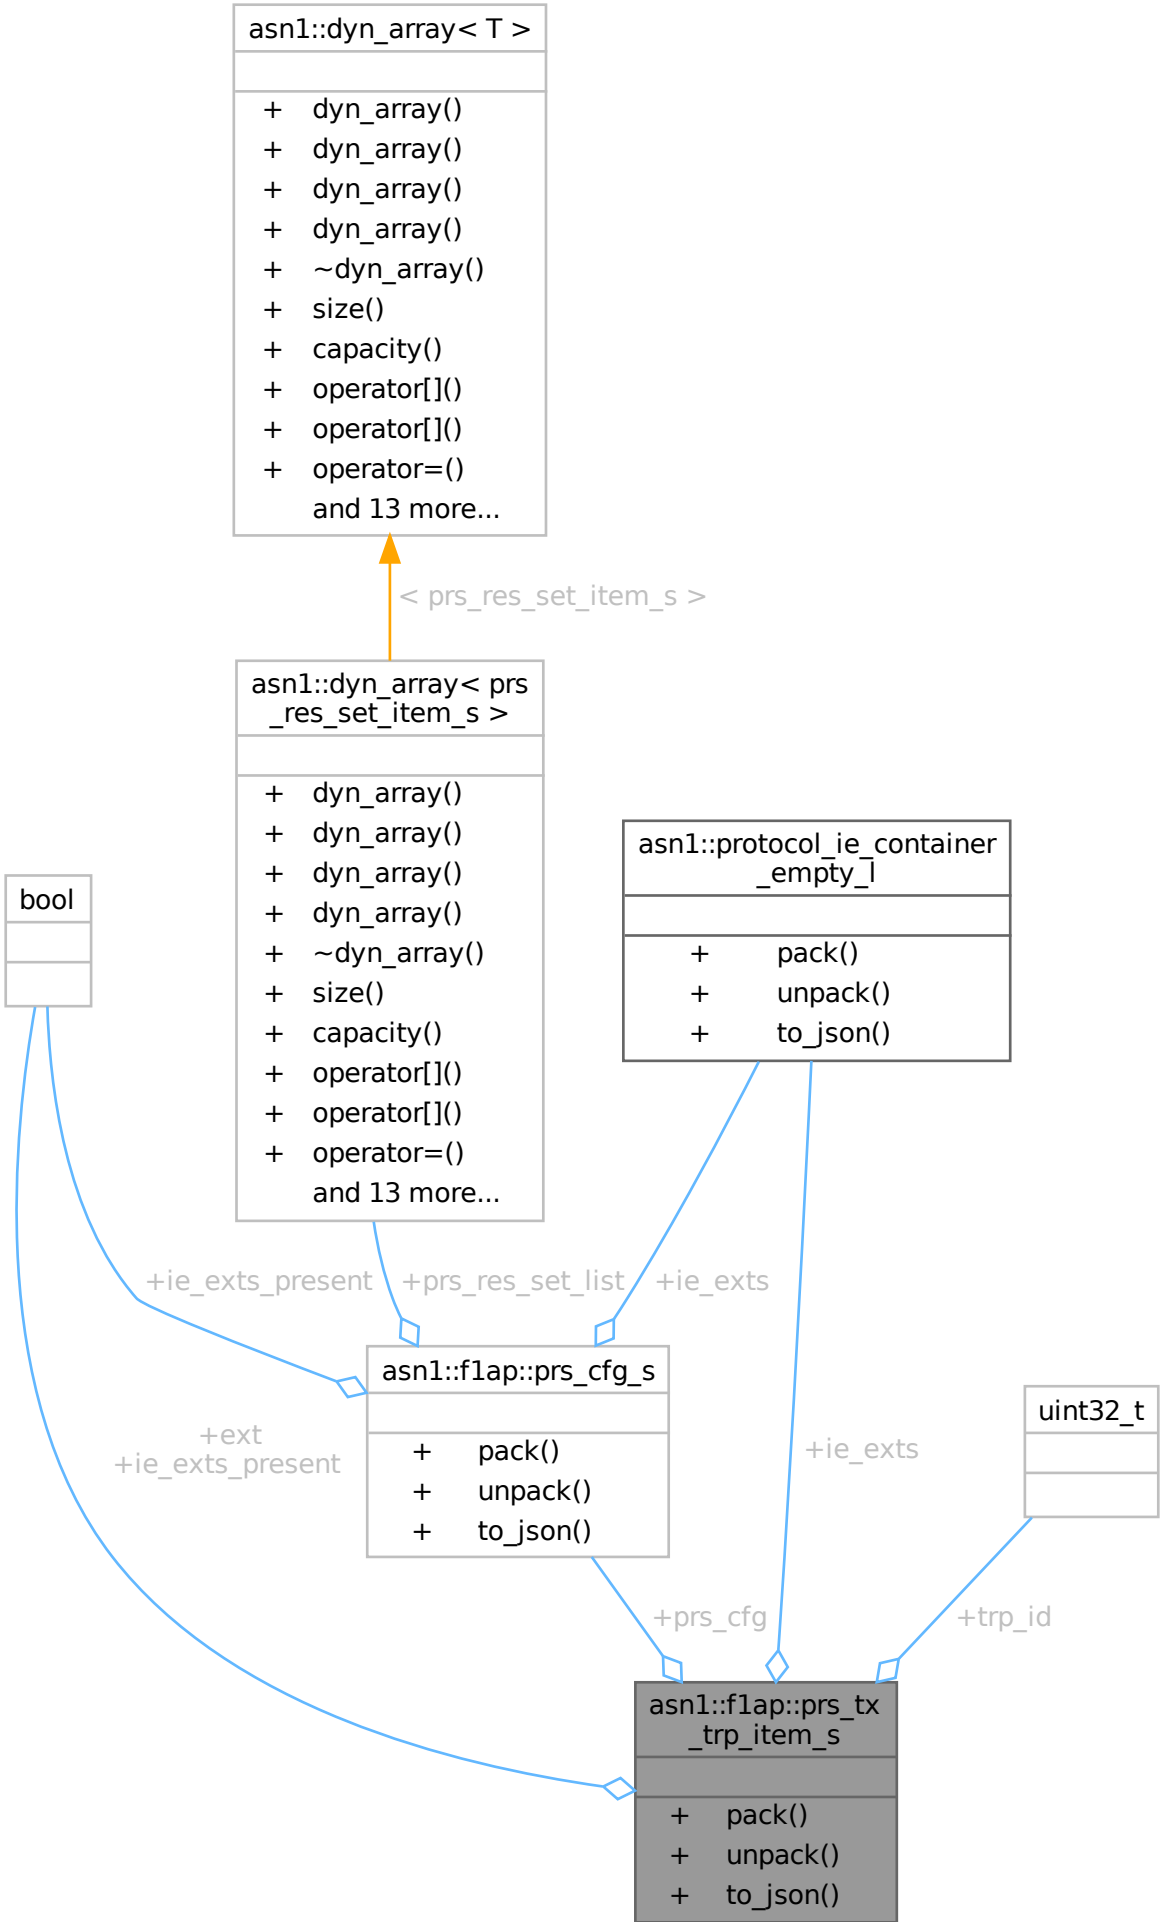 asn1::dyn_array< T >
+ dyn_array()
+ dyn_array()
+ dyn_array()
+ dyn_array()
+ ~dyn_array()
+ size()
+ capacity()
+ operator[]()
+ operator[]()
+ operator=()
and 13 more...
< prs_res_set_item_s >
asn1::dyn_array< prs
_res_set_item_s >
+ dyn_array()
+ dyn_array()
+ dyn_array()
+ dyn_array()
+ ~dyn_array()
+ size()
+ capacity()
+ operator[]()
+ operator[]()
+ operator=()
and 13 more...
asn1::protocol_ie_container
_empty_l
+ pack()
+ unpack()
+ to_json()
bool
+ie_exts_present
+prs_res_set_list
+ie_exts
asn1::f1ap::prs_cfg_s
+ pack()
+ unpack()
+ to_json()
+ext
+ie_exts_present
+ie_exts
uint32_t
+prs_cfg
+trp_id
asn1::f1ap::prs_tx
_trp_item_s
+ pack()
+ unpack()
+ to_json()